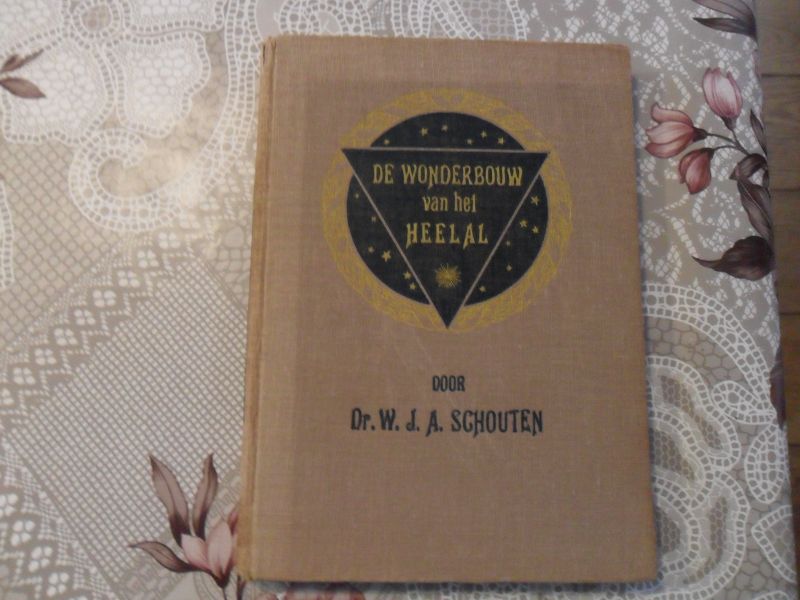 DE WONDERBOUW
van het
HEELAL
DOOR
Dr. W. J. A. SCHOUTEN